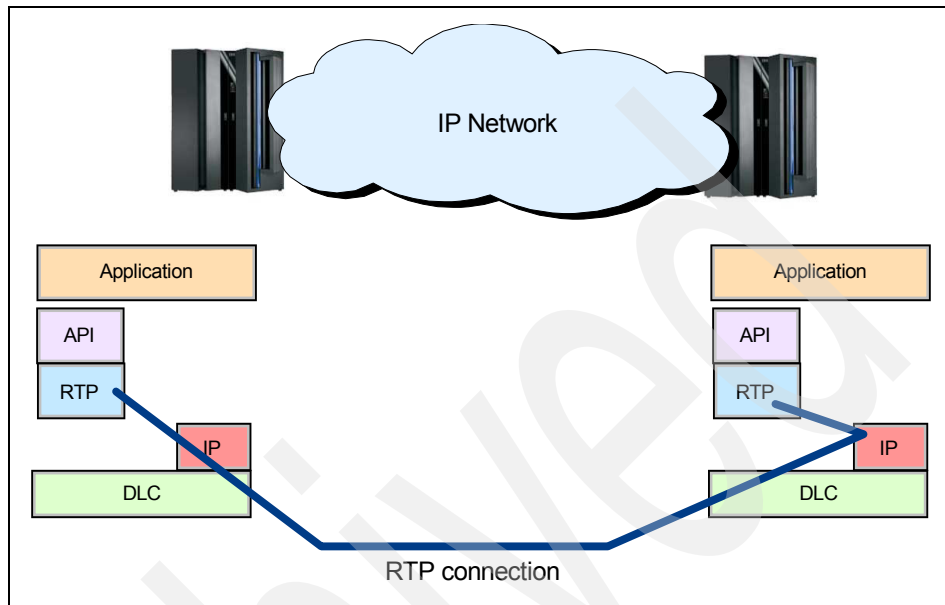 IP Network
Application
Application
API
API
RTP
RTP
IP
IP
DLC
DLC
RTP connection